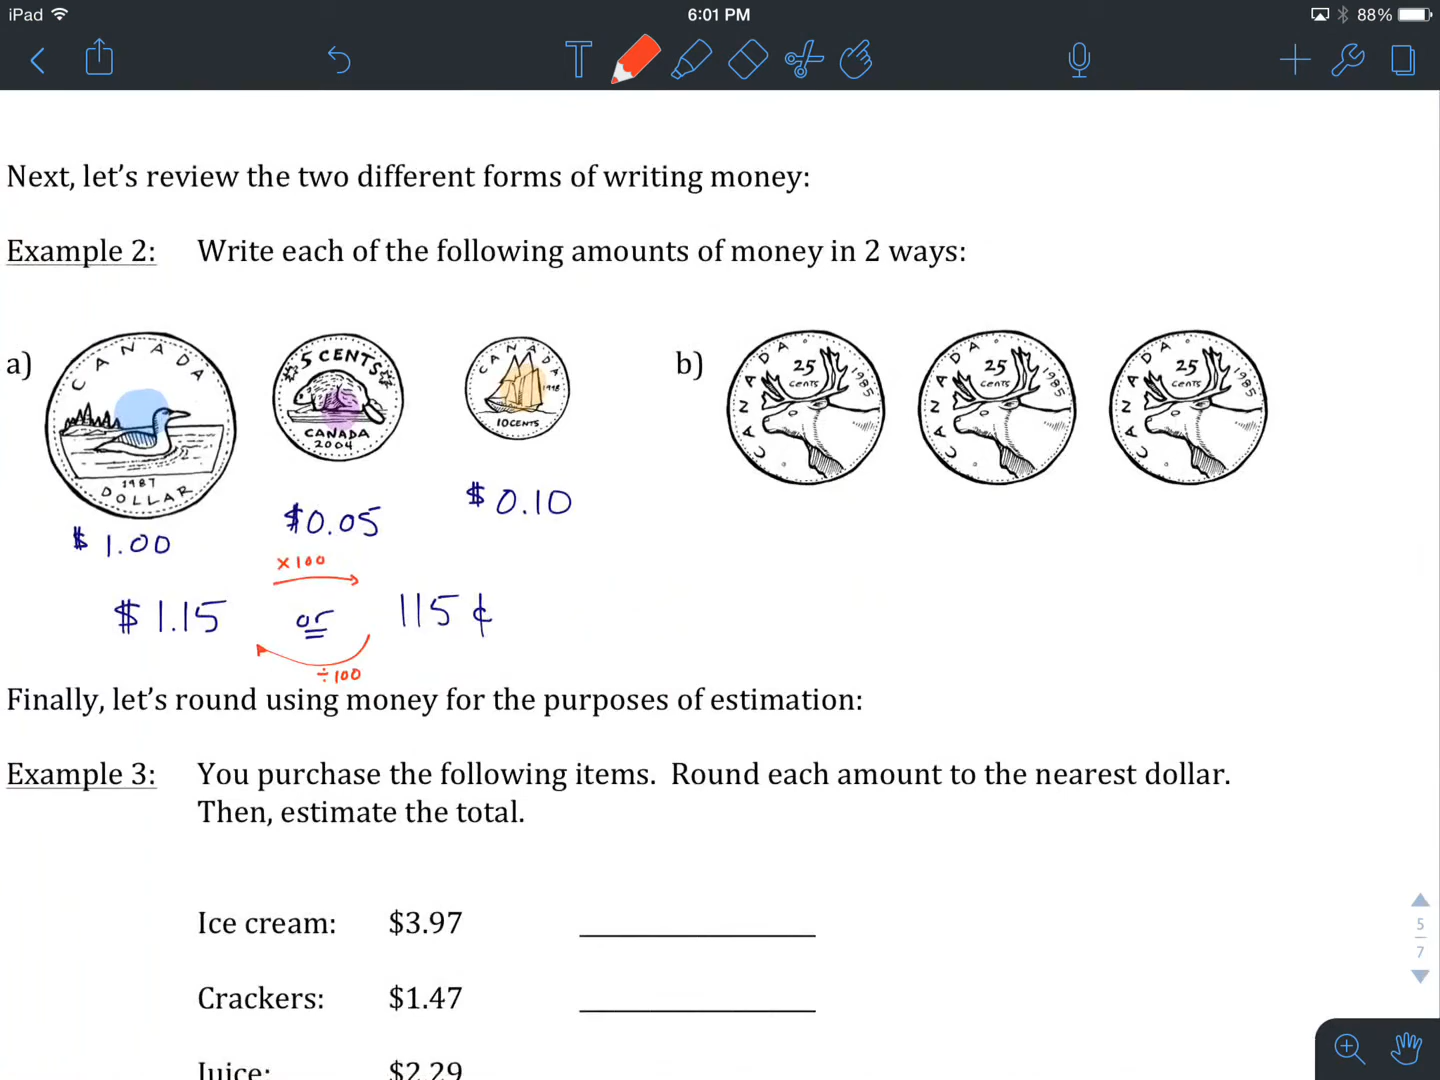 iPad 6:01 PM 88%
T
Next, let's review the two different forms of writing money:
Example 2: Write each of the following amounts of money in 2 ways:
a)
CANADA
1987
DOLLAR
5 CENTS
CANADA
2004
CANADA
1998
10 CENTS
b)
CANADA
25
CENTS
1985
CANADA
25
CENTS
1985
CANADA
25
CENTS
1985
$ 1.00
$0.05
$ 0.10
×100
$ 1.15 or 115 ¢
÷100
Finally, let's round using money for the purposes of estimation:
Example 3: You purchase the following items. Round each amount to the nearest dollar.
Then, estimate the total.
Ice cream: $3.97
Crackers: $1.47
Juice: $2.29
5
7